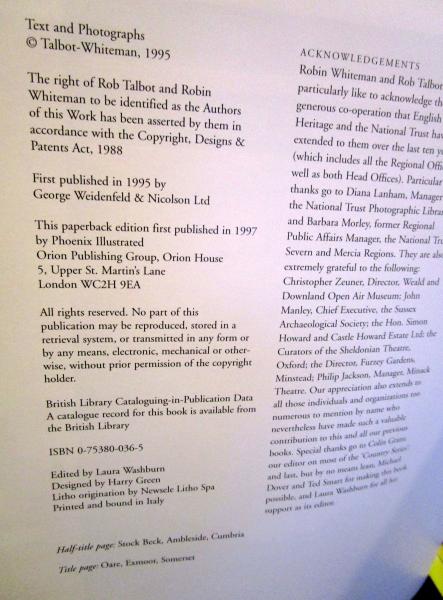 Text and Photographs
© Talbot-Whiteman, 1995
The right of Rob Talbot and Robin
Whiteman to be identified as the Authors
of this Work has been asserted by them in
accordance with the Copyright, Designs &
Patents Act, 1988
First published in 1995 by
George Weidenfeld & Nicolson Ltd
This paperback edition first published in 1997
by Phoenix Illustrated
Orion Publishing Group, Orion House
5, Upper St. Martin's Lane
London WC2H 9EA
All rights reserved. No part of this
publication may be reproduced, stored in a
retrieval system, or transmitted in any form or
by any means, electronic, mechanical or other-
wise, without prior permission of the copyright
holder.
British Library Cataloguing-in-Publication Data
A catalogue record for this book is available from
the British Library
ISBN 0-75380-036-5
Edited by Laura Washburn
Designed by Harry Green
Litho origination by Newsele Litho Spa
Printed and bound in Italy
Half-title page: Stock Beck, Ambleside, Cumbria
Title page: Oare, Exmoor, Somerset
ACKNOWLEDGEMENTS
Robin Whiteman and Rob Talbot
particularly like to acknowledge th
generous co-operation that English
Heritage and the National Trust hav
extended to them over the last ten y
(which includes all the Regional Offi
well as both Head Offices). Particular
thanks go to Diana Lanham, Manager
the National Trust Photographic Librar
and Barbara Morley, former Regional
Public Affairs Manager, the National Tru
Severn and Mercia Regions. They are also
extremely grateful to the following:
Christopher Zeuner, Director, Weald and
Downland Open Air Museum: John
Manley, Chief Executive, the Sussex
Archaeological Society; the Hon. Simon
Howard and Castle Howard Estate Ltd; the
Curators of the Sheldonian Theatre,
Oxford; the Director, Furzey Gardens,
Minstead; Philip Jackson, Manager, Minack
Theatre. Our appreciation also extends to
all those individuals and organizations too
numerous to mention by name who
nevertheless have made such a valuable
contribution to this and all our previous
books. Special thanks go to Colin Grant
our editor on most of the 'Country Series'
and last, but by no means least, Michael
Dover and Ted Smart for making this book
possible, and Laura Washburn for all her
support as its editor.